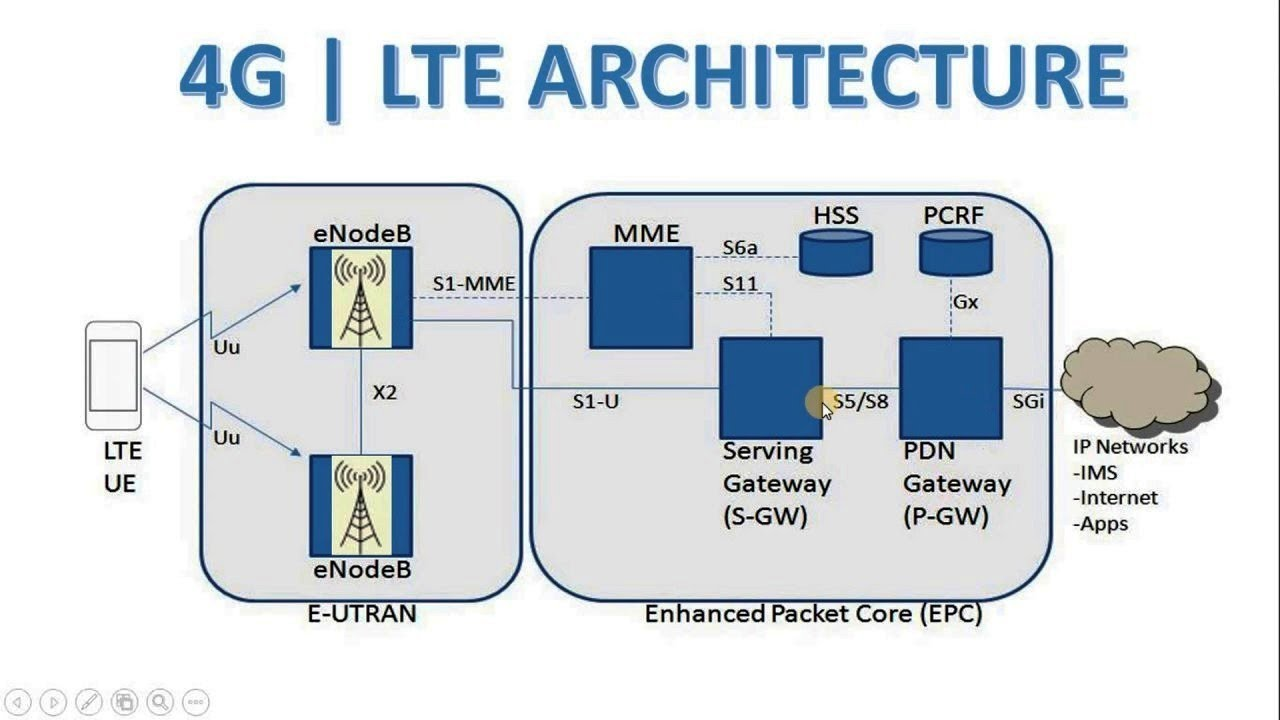 4G | LTE ARCHITECTURE
eNodeB
MME
HSS
PCRF
S6a
S1-MME
S11
Gx
Uu
X2
S1-U
S5/S8
SGi
Uu
LTE
UE
Serving
Gateway
(S-GW)
PDN
Gateway
(P-GW)
IP Networks
-IMS
-Internet
-Apps
eNodeB
E-UTRAN
Enhanced Packet Core (EPC)